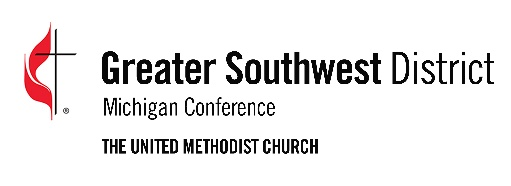 Greater Southwest District
Michigan Conference
THE UNITED METHODIST CHURCH
®